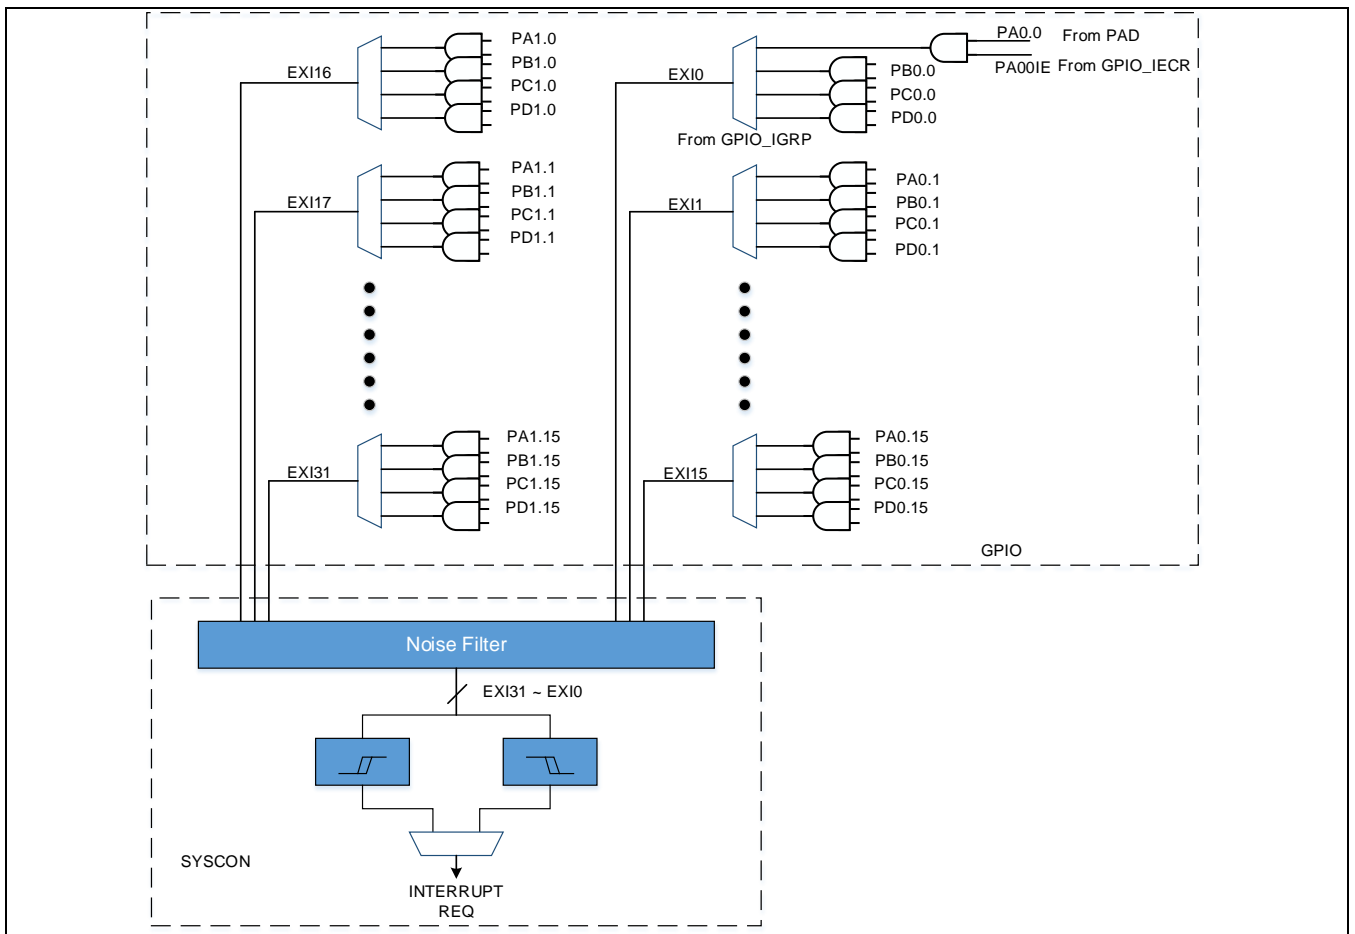 PA1.0
PB1.0
EXI16
PC1.0
PD1.0
PA0.0 From PAD
PA00IE From GPIO_IECR
EXI0
PB0.0
PC0.0
PD0.0
From GPIO_IGRP
PA1.1
PB1.1
EXI17
PC1.1
PD1.1
PA0.1
PB0.1
EXI1
PC0.1
PD0.1
PA1.15
PB1.15
EXI31
PC1.15
PD1.15
PA0.15
PB0.15
EXI15
PC0.15
PD0.15
GPIO
Noise Filter
EXI31 ~ EXI0
SYSCON
INTERRUPT
REQ